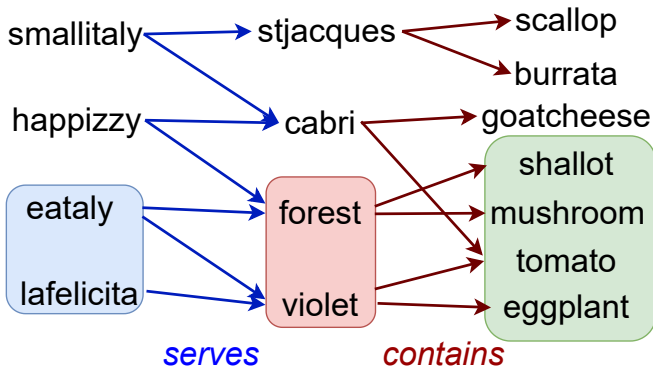 smallitaly
stjacques
scallop
burrata
happizzy
cabri
goatcheese
shallot
eataly
forest
mushroom
tomato
lafelicita
violet
eggplant
serves
contains